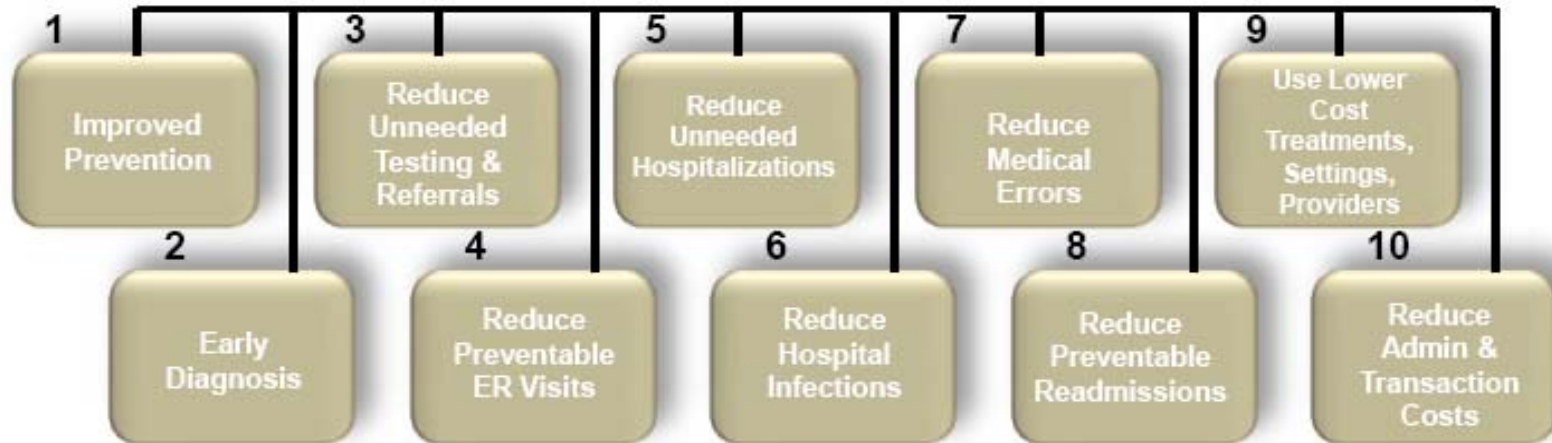 1
Improved
Prevention
2
Early
Diagnosis
3
Reduce
Unneeded
Testing &
Referrals
4
Reduce
Preventable
ER Visits
5
Reduce
Unneeded
Hospitalizations
6
Reduce
Hospital
Infections
7
Reduce
Medical
Errors
8
Reduce
Preventable
Readmissions
9
Use Lower
Cost
Treatments,
Settings,
Providers
10
Reduce
Admin &
Transaction
Costs